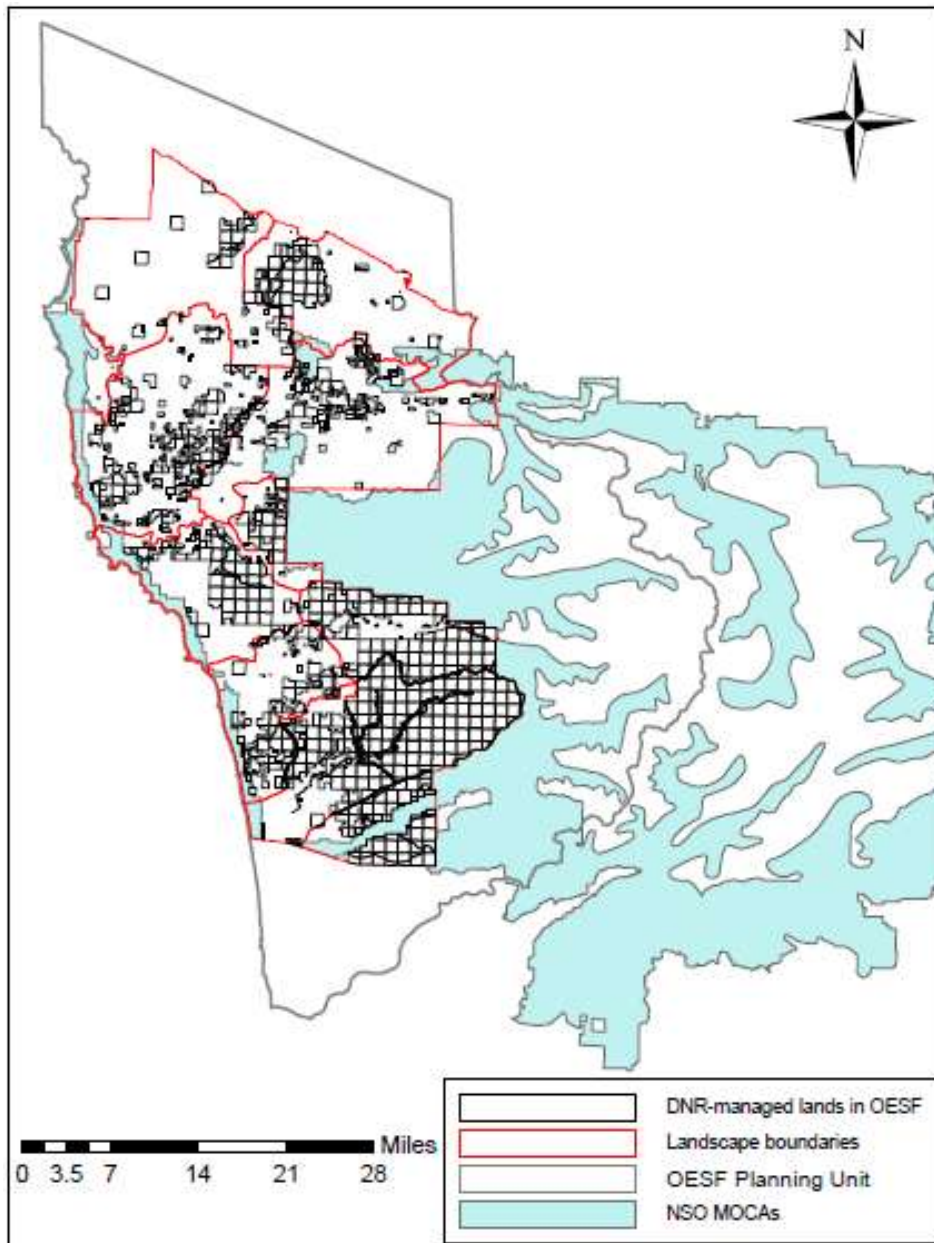 N
DNR-managed lands in OESF
Landscape boundaries
OESF Planning Unit
NSO MOCAs
Miles
0 3.5 7 14 21 28